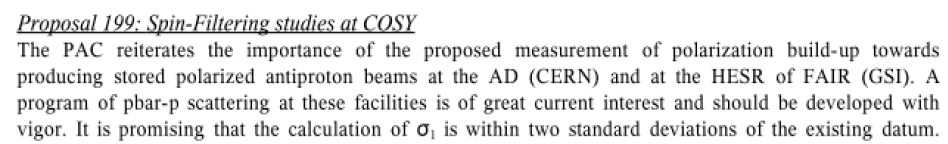 Proposal 199: Spin-Filtering studies at COSY
The PAC reiterates the importance of the proposed measurement of polarization build-up towards
producing stored polarized antiproton beams at the AD (CERN) and at the HESR of FAIR (GSI). A
program of pbar-p scattering at these facilities is of great current interest and should be developed with
vigor. It is promising that the calculation of σ₁ is within two standard deviations of the existing datum.